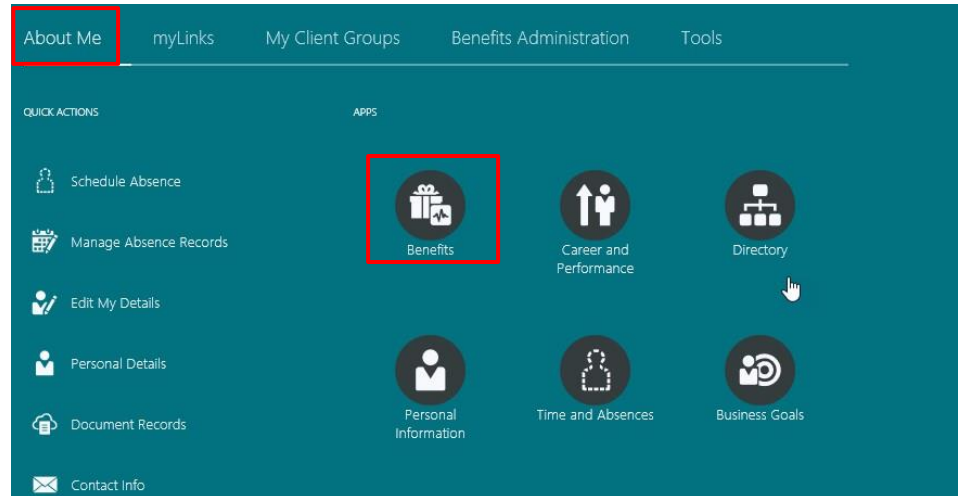 About Me myLinks My Client Groups Benefits Administration Tools
QUICK ACTIONS
Schedule Absence
Manage Absence Records
Edit My Details
Personal Details
Document Records
Contact Info
APPS
Benefits
Career and
Performance
Directory
Personal
Information
Time and Absences
Business Goals